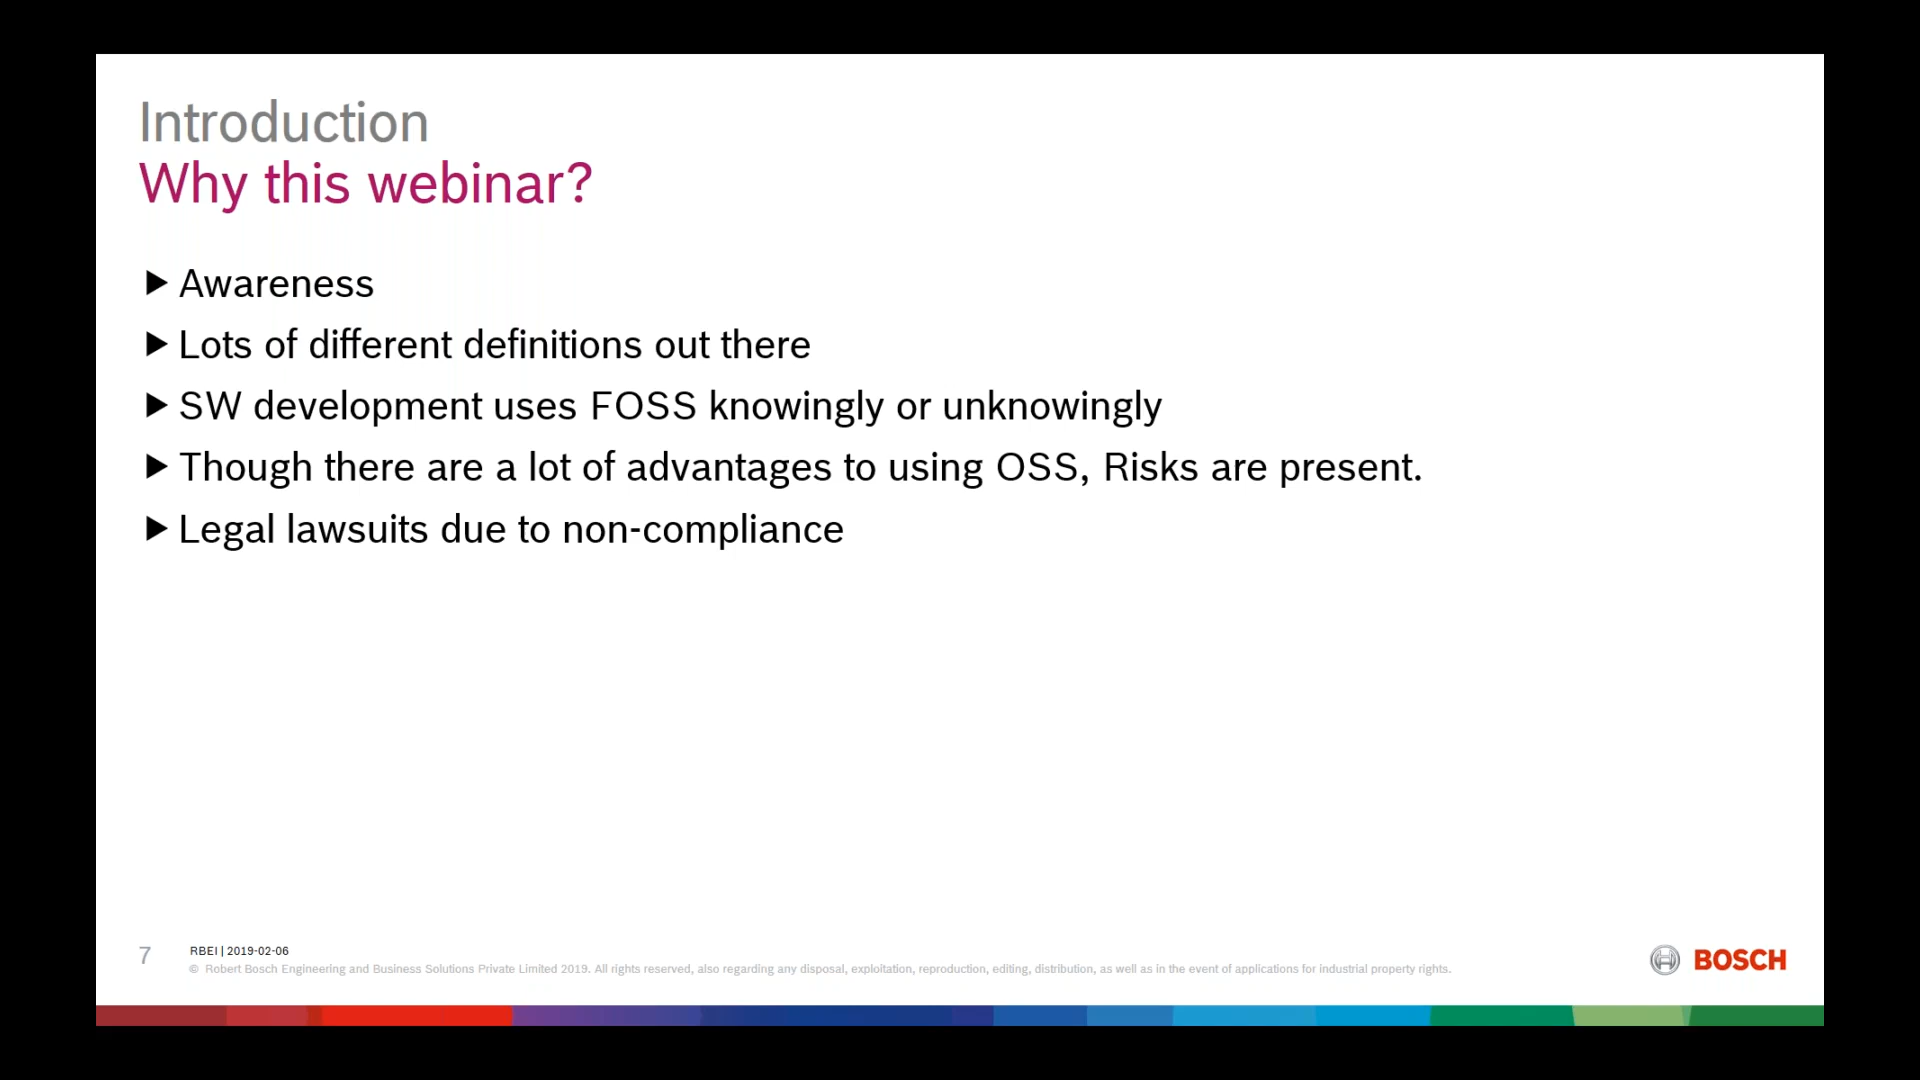 Introduction
Why this webinar?
▶ Awareness
▶ Lots of different definitions out there
▶ SW development uses FOSS knowingly or unknowingly
▶ Though there are a lot of advantages to using OSS, Risks are present.
▶ Legal lawsuits due to non-compliance
7
RBEI | 2019-02-06
© Robert Bosch Engineering and Business Solutions Private Limited 2019. All rights reserved, also regarding any disposal, exploitation, reproduction, editing, distribution, as well as in the event of applications for industrial property rights.
BOSCH